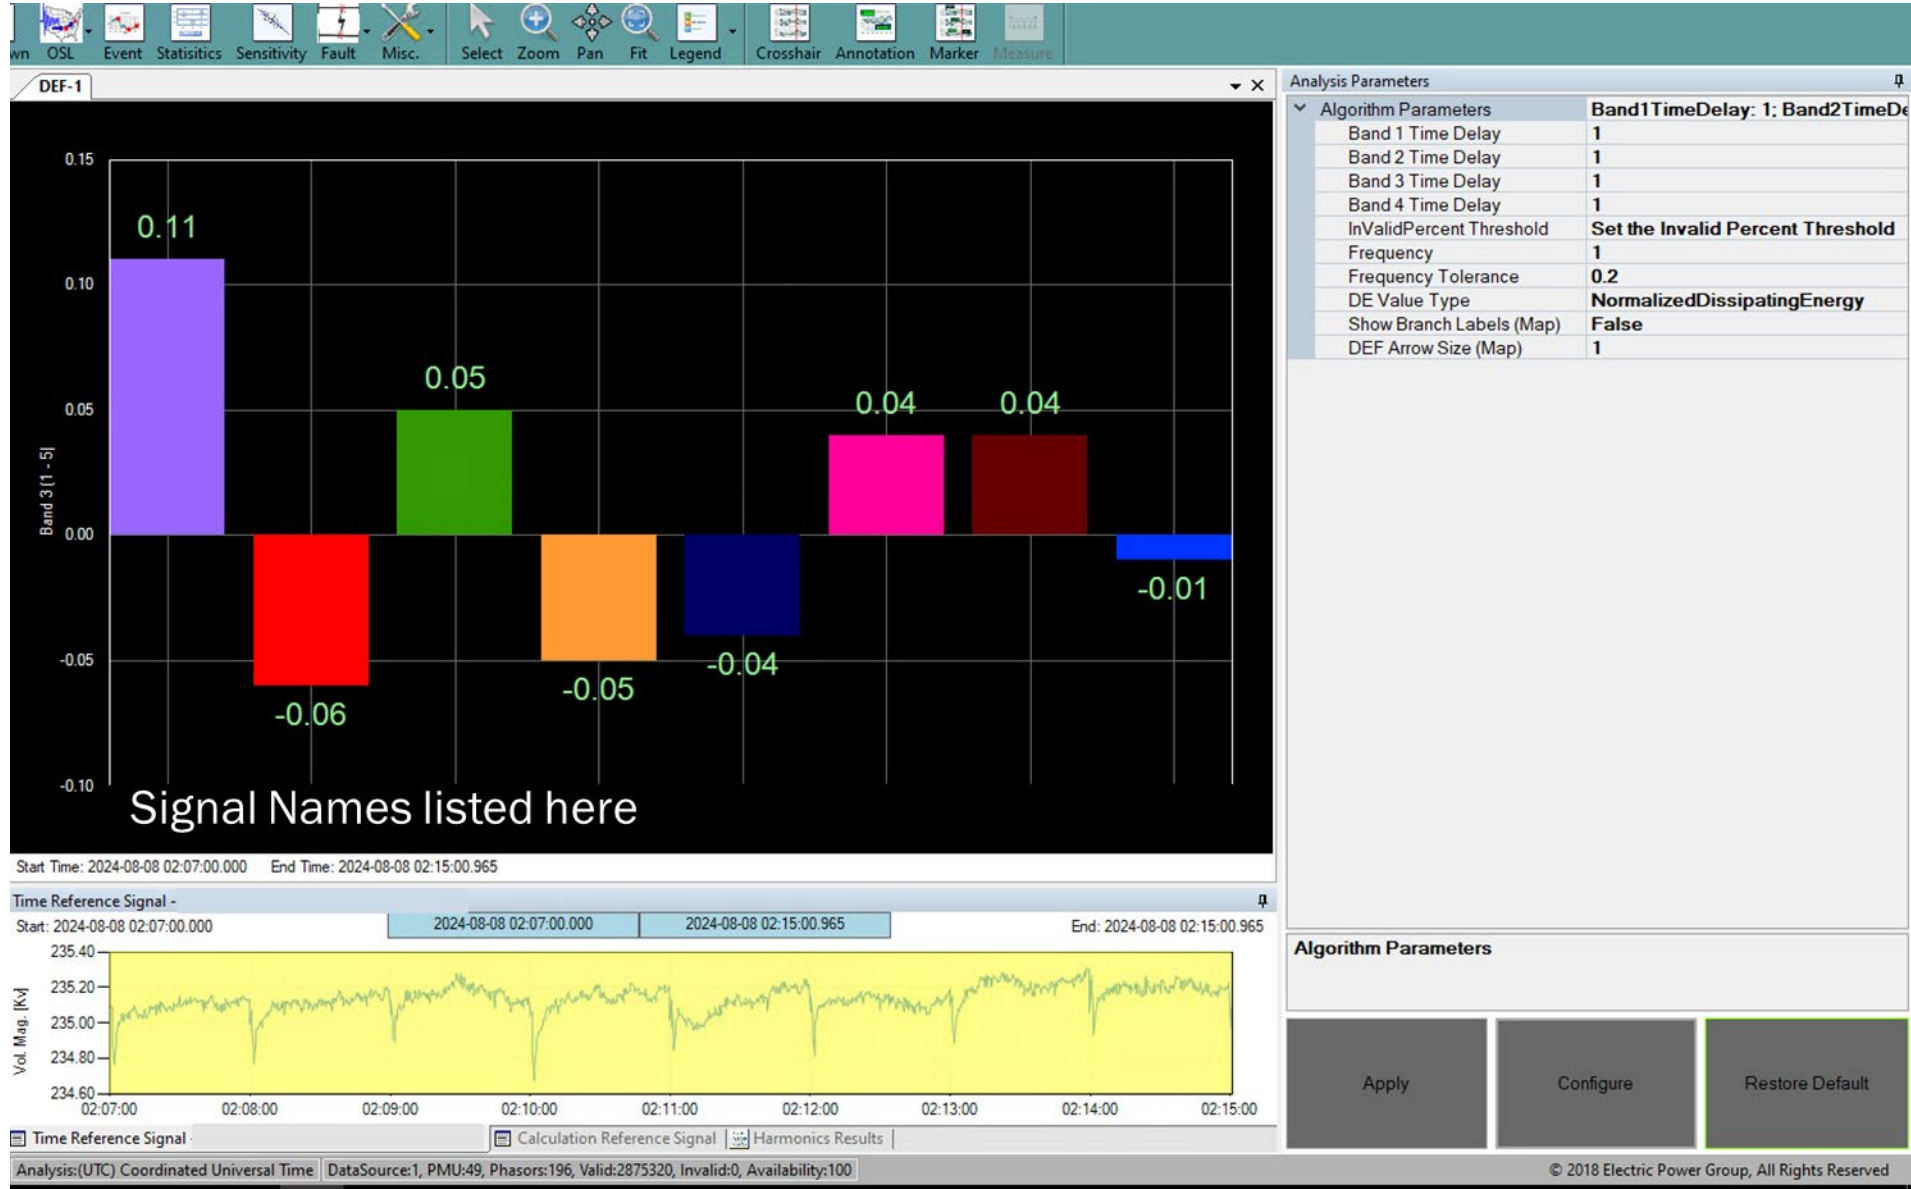 wn OSL Event Statisitics Sensitivity Fault Misc. Select Zoom Pan Fit Legend Crosshair Annotation Marker Measure
DEF-1
0.15
0.10
0.05
0.00
-0.05
-0.10
Band 3 (1 - 5]
0.11
-0.06
0.05
-0.05
-0.04
0.04
0.04
-0.01
Signal Names listed here
Start Time: 2024-08-08 02:07:00.000 End Time: 2024-08-08 02:15:00.965
Time Reference Signal -
Start: 2024-08-08 02:07:00.000 2024-08-08 02:07:00.000 2024-08-08 02:15:00.965 End: 2024-08-08 02:15:00.965
Vol. Mag. [Kv]
235.40
235.20
235.00
234.80
234.60
02:07:00 02:08:00 02:09:00 02:10:00 02:11:00 02:12:00 02:13:00 02:14:00 02:15:00
Time Reference Signal Calculation Reference Signal Harmonics Results
Analysis Parameters
Algorithm Parameters Band1TimeDelay: 1; Band2TimeDe
Band 1 Time Delay 1
Band 2 Time Delay 1
Band 3 Time Delay 1
Band 4 Time Delay 1
InValidPercent Threshold Set the Invalid Percent Threshold
Frequency 1
Frequency Tolerance 0.2
DE Value Type NormalizedDissipatingEnergy
Show Branch Labels (Map) False
DEF Arrow Size (Map) 1
Algorithm Parameters
Apply Configure Restore Default
Analysis:(UTC) Coordinated Universal Time DataSource:1, PMU:49, Phasors:196, Valid:2875320, Invalid:0, Availability:100 © 2018 Electric Power Group, All Rights Reserved